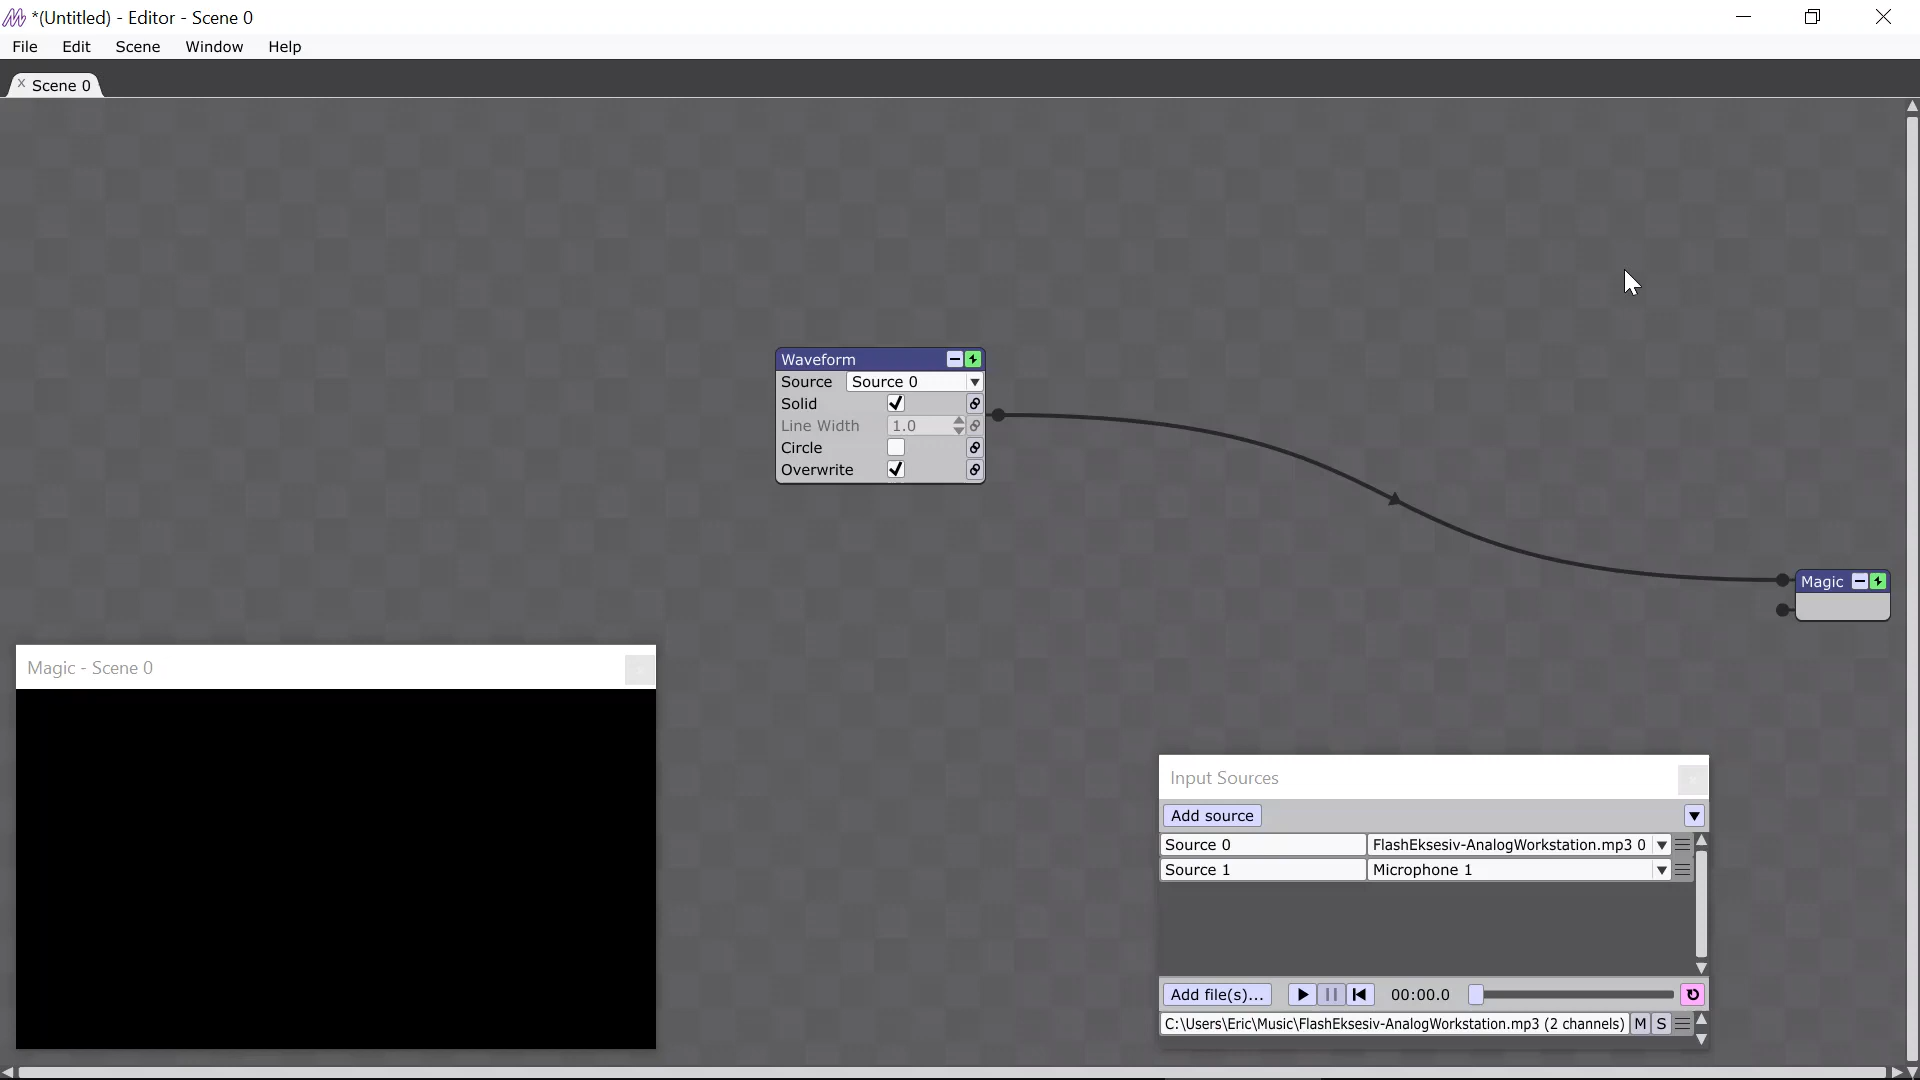 *(Untitled) - Editor - Scene 0
File Edit Scene Window Help
x Scene 0
Waveform
Source Source 0
Solid
Line Width 1.0
Circle
Overwrite
Magic
Magic - Scene 0
Input Sources
Add source
Source 0 FlashEksesiv-AnalogWorkstation.mp3 0
Source 1 Microphone 1
Add file(s)... 00:00.0
C:\Users\Eric\Music\FlashEksesiv-AnalogWorkstation.mp3 (2 channels) M S